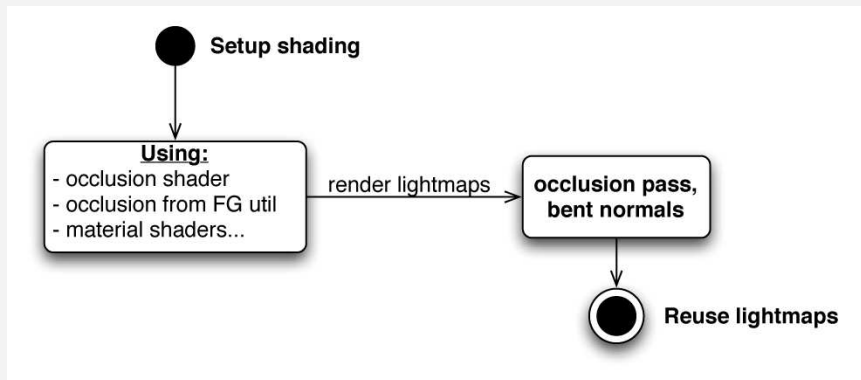 Setup shading
Using:
- occlusion shader
- occlusion from FG util
- material shaders...
render lightmaps
occlusion pass,
bent normals
Reuse lightmaps